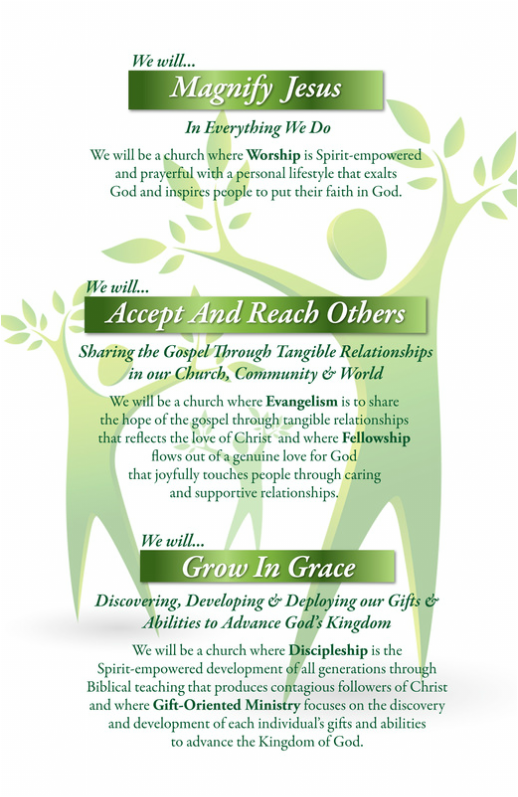 We will...
Magnify Jesus
In Everything We Do
We will be a church where Worship is Spirit-empowered
and prayerful with a personal lifestyle that exalts
God and inspires people to put their faith in God.
We will...
Accept And Reach Others
Sharing the Gospel Through Tangible Relationships
in our Church, Community & World
We will be a church where Evangelism is to share
the hope of the gospel through tangible relationships
that reflects the love of Christ and where Fellowship
flows out of a genuine love for God
that joyfully touches people through caring
and supportive relationships.
We will...
Grow In Grace
Discovering, Developing & Deploying our Gifts &
Abilities to Advance God's Kingdom
We will be a church where Discipleship is the
Spirit-empowered development of all generations through
Biblical teaching that produces contagious followers of Christ
and where Gift-Oriented Ministry focuses on the discovery
and development of each individual's gifts and abilities
to advance the Kingdom of God.